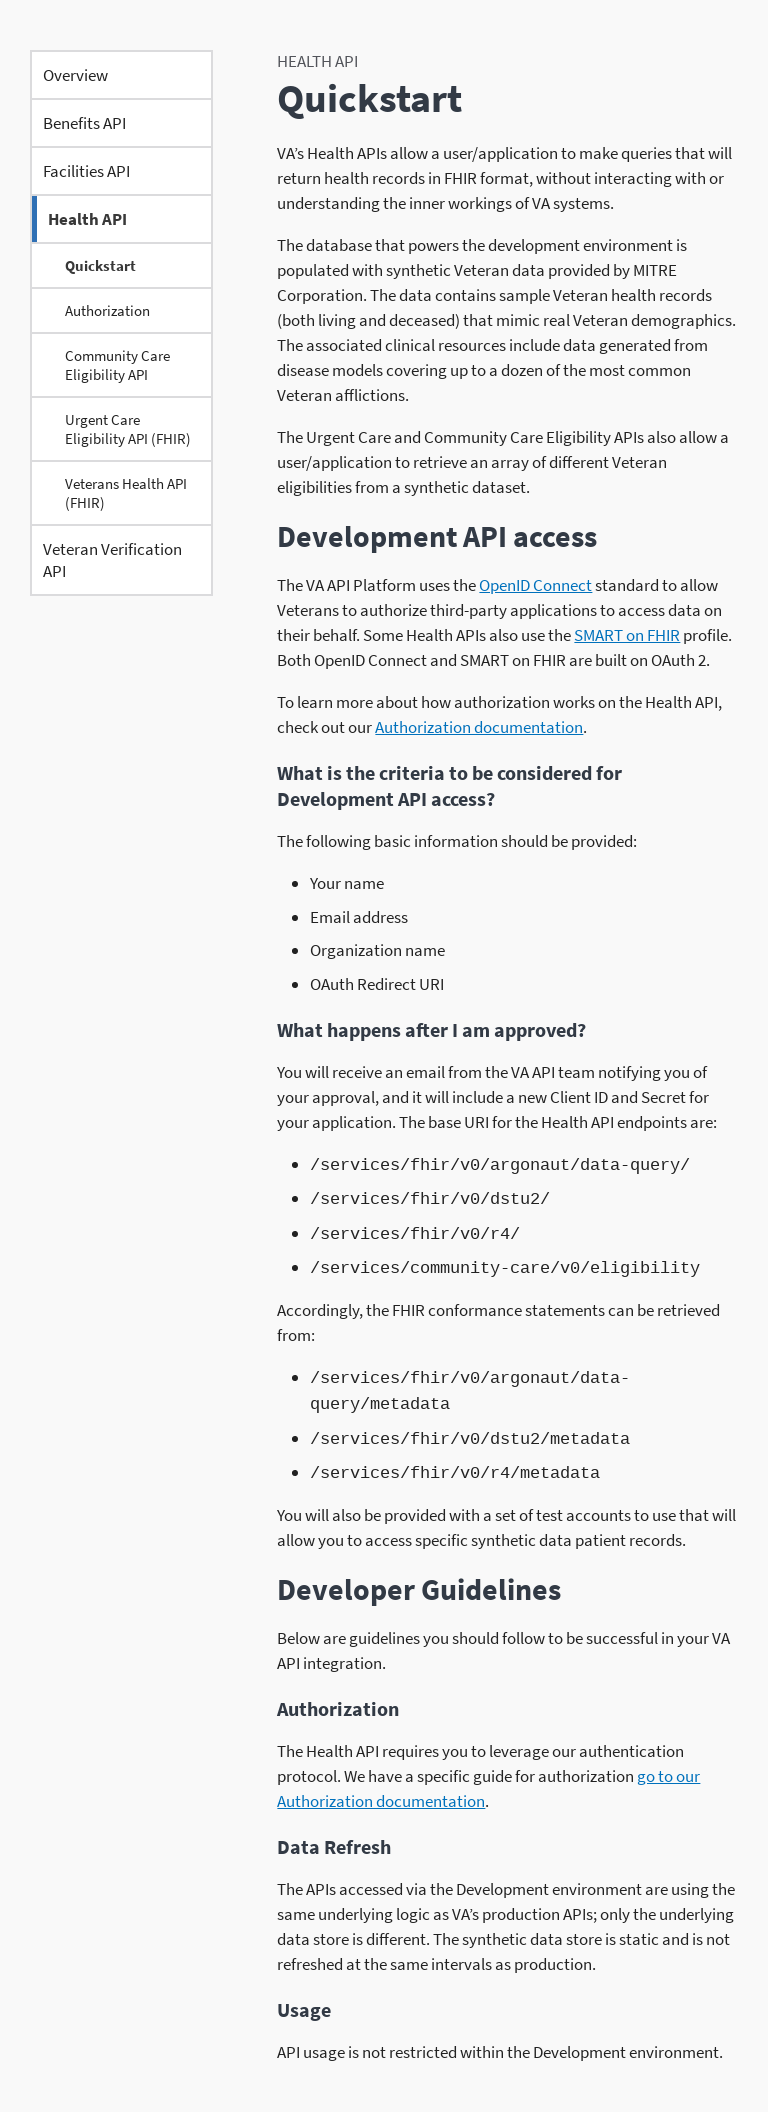 Overview
Benefits API
Facilities API
Health API
Quickstart
Authorization
Community Care
Eligibility API
Urgent Care
Eligibility API (FHIR)
Veterans Health API
(FHIR)
Veteran Verification
API
HEALTH API
Quickstart
VA’s Health APIs allow a user/application to make queries that will
return health records in FHIR format, without interacting with or
understanding the inner workings of VA systems.
The database that powers the development environment is
populated with synthetic Veteran data provided by MITRE
Corporation. The data contains sample Veteran health records
(both living and deceased) that mimic real Veteran demographics.
The associated clinical resources include data generated from
disease models covering up to a dozen of the most common
Veteran afflictions.
The Urgent Care and Community Care Eligibility APIs also allow a
user/application to retrieve an array of different Veteran
eligibilities from a synthetic dataset.
Development API access
The VA API Platform uses the OpenID Connect standard to allow
Veterans to authorize third-party applications to access data on
their behalf. Some Health APIs also use the SMART on FHIR profile.
Both OpenID Connect and SMART on FHIR are built on OAuth 2.
To learn more about how authorization works on the Health API,
check out our Authorization documentation.
What is the criteria to be considered for
Development API access?
The following basic information should be provided:
• Your name
• Email address
• Organization name
• OAuth Redirect URI
What happens after I am approved?
You will receive an email from the VA API team notifying you of
your approval, and it will include a new Client ID and Secret for
your application. The base URI for the Health API endpoints are:
• /services/fhir/v0/argonaut/data-query/
• /services/fhir/v0/dstu2/
• /services/fhir/v0/r4/
• /services/community-care/v0/eligibility
Accordingly, the FHIR conformance statements can be retrieved
from:
• /services/fhir/v0/argonaut/data-
query/metadata
• /services/fhir/v0/dstu2/metadata
• /services/fhir/v0/r4/metadata
You will also be provided with a set of test accounts to use that will
allow you to access specific synthetic data patient records.
Developer Guidelines
Below are guidelines you should follow to be successful in your VA
API integration.
Authorization
The Health API requires you to leverage our authentication
protocol. We have a specific guide for authorization go to our
Authorization documentation.
Data Refresh
The APIs accessed via the Development environment are using the
same underlying logic as VA’s production APIs; only the underlying
data store is different. The synthetic data store is static and is not
refreshed at the same intervals as production.
Usage
API usage is not restricted within the Development environment.